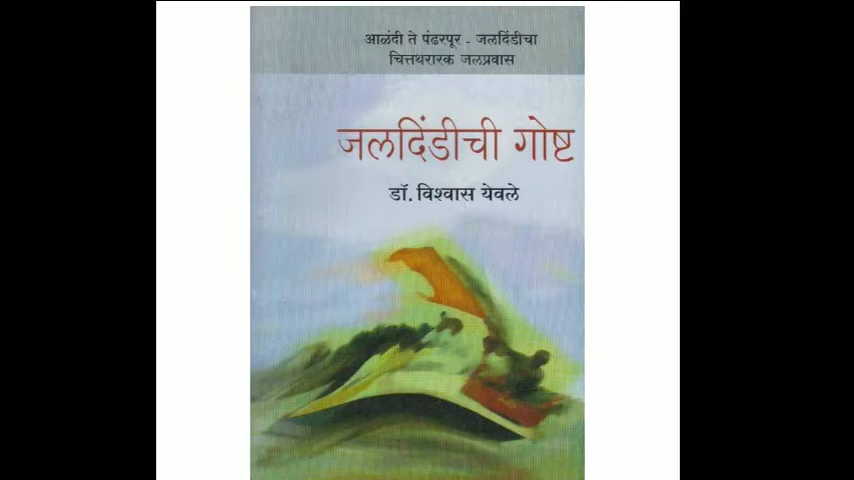 आळंदी ते पंढरपूर - जलदिंडीचा
चित्तथरारक जलप्रवास
जलदिंडीची गोष्ट
डॉ. विश्वास येवले